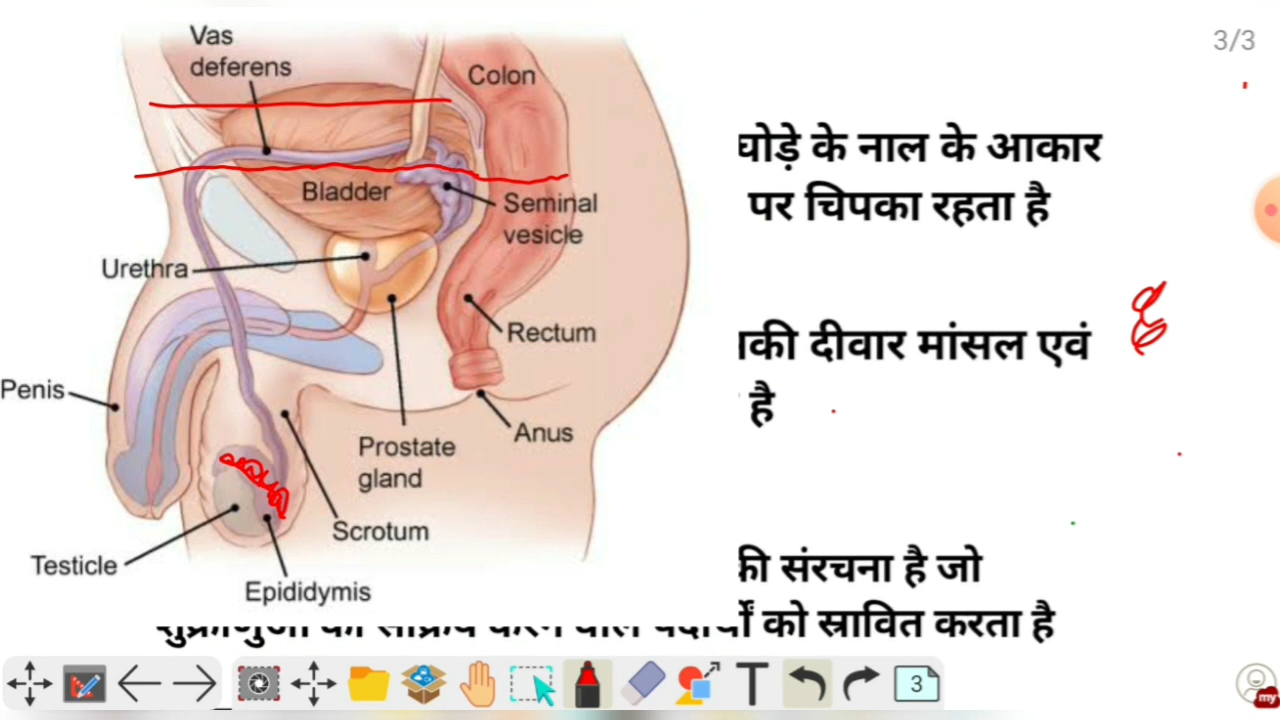 3/3
Vas
deferens
Colon
घोड़े के नाल के आकार
Bladder
पर चिपका रहता है
Seminal
vesicle
Urethra
Rectum
दीवार मांसल एवं
है
Penis
Anus
Prostate
gland
Scrotum
Testicle
Epididymis
की संरचना है जो
को स्रावित करता है
T
3
my